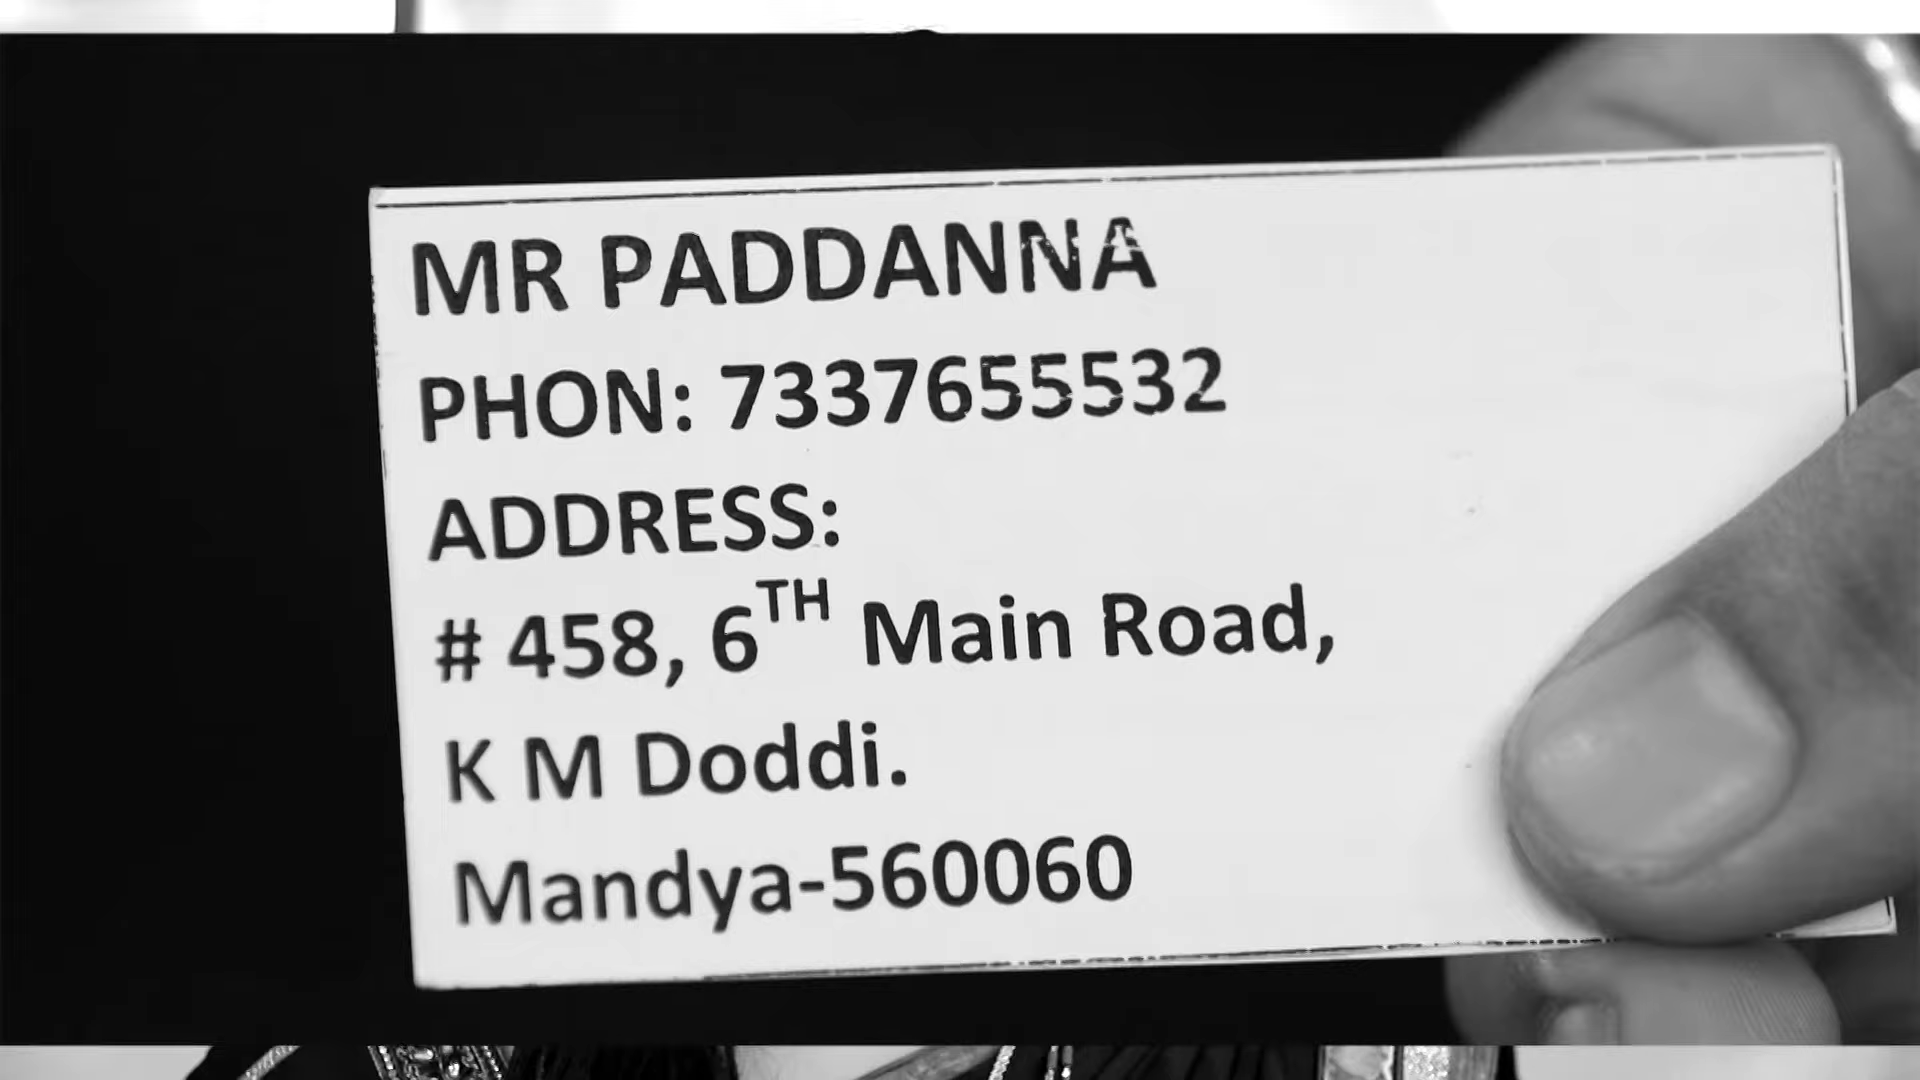 MR PADDANNA
PHON: 7337655532
ADDRESS:
# 458, 6TH Main Road,
K M Doddi.
Mandya-560060